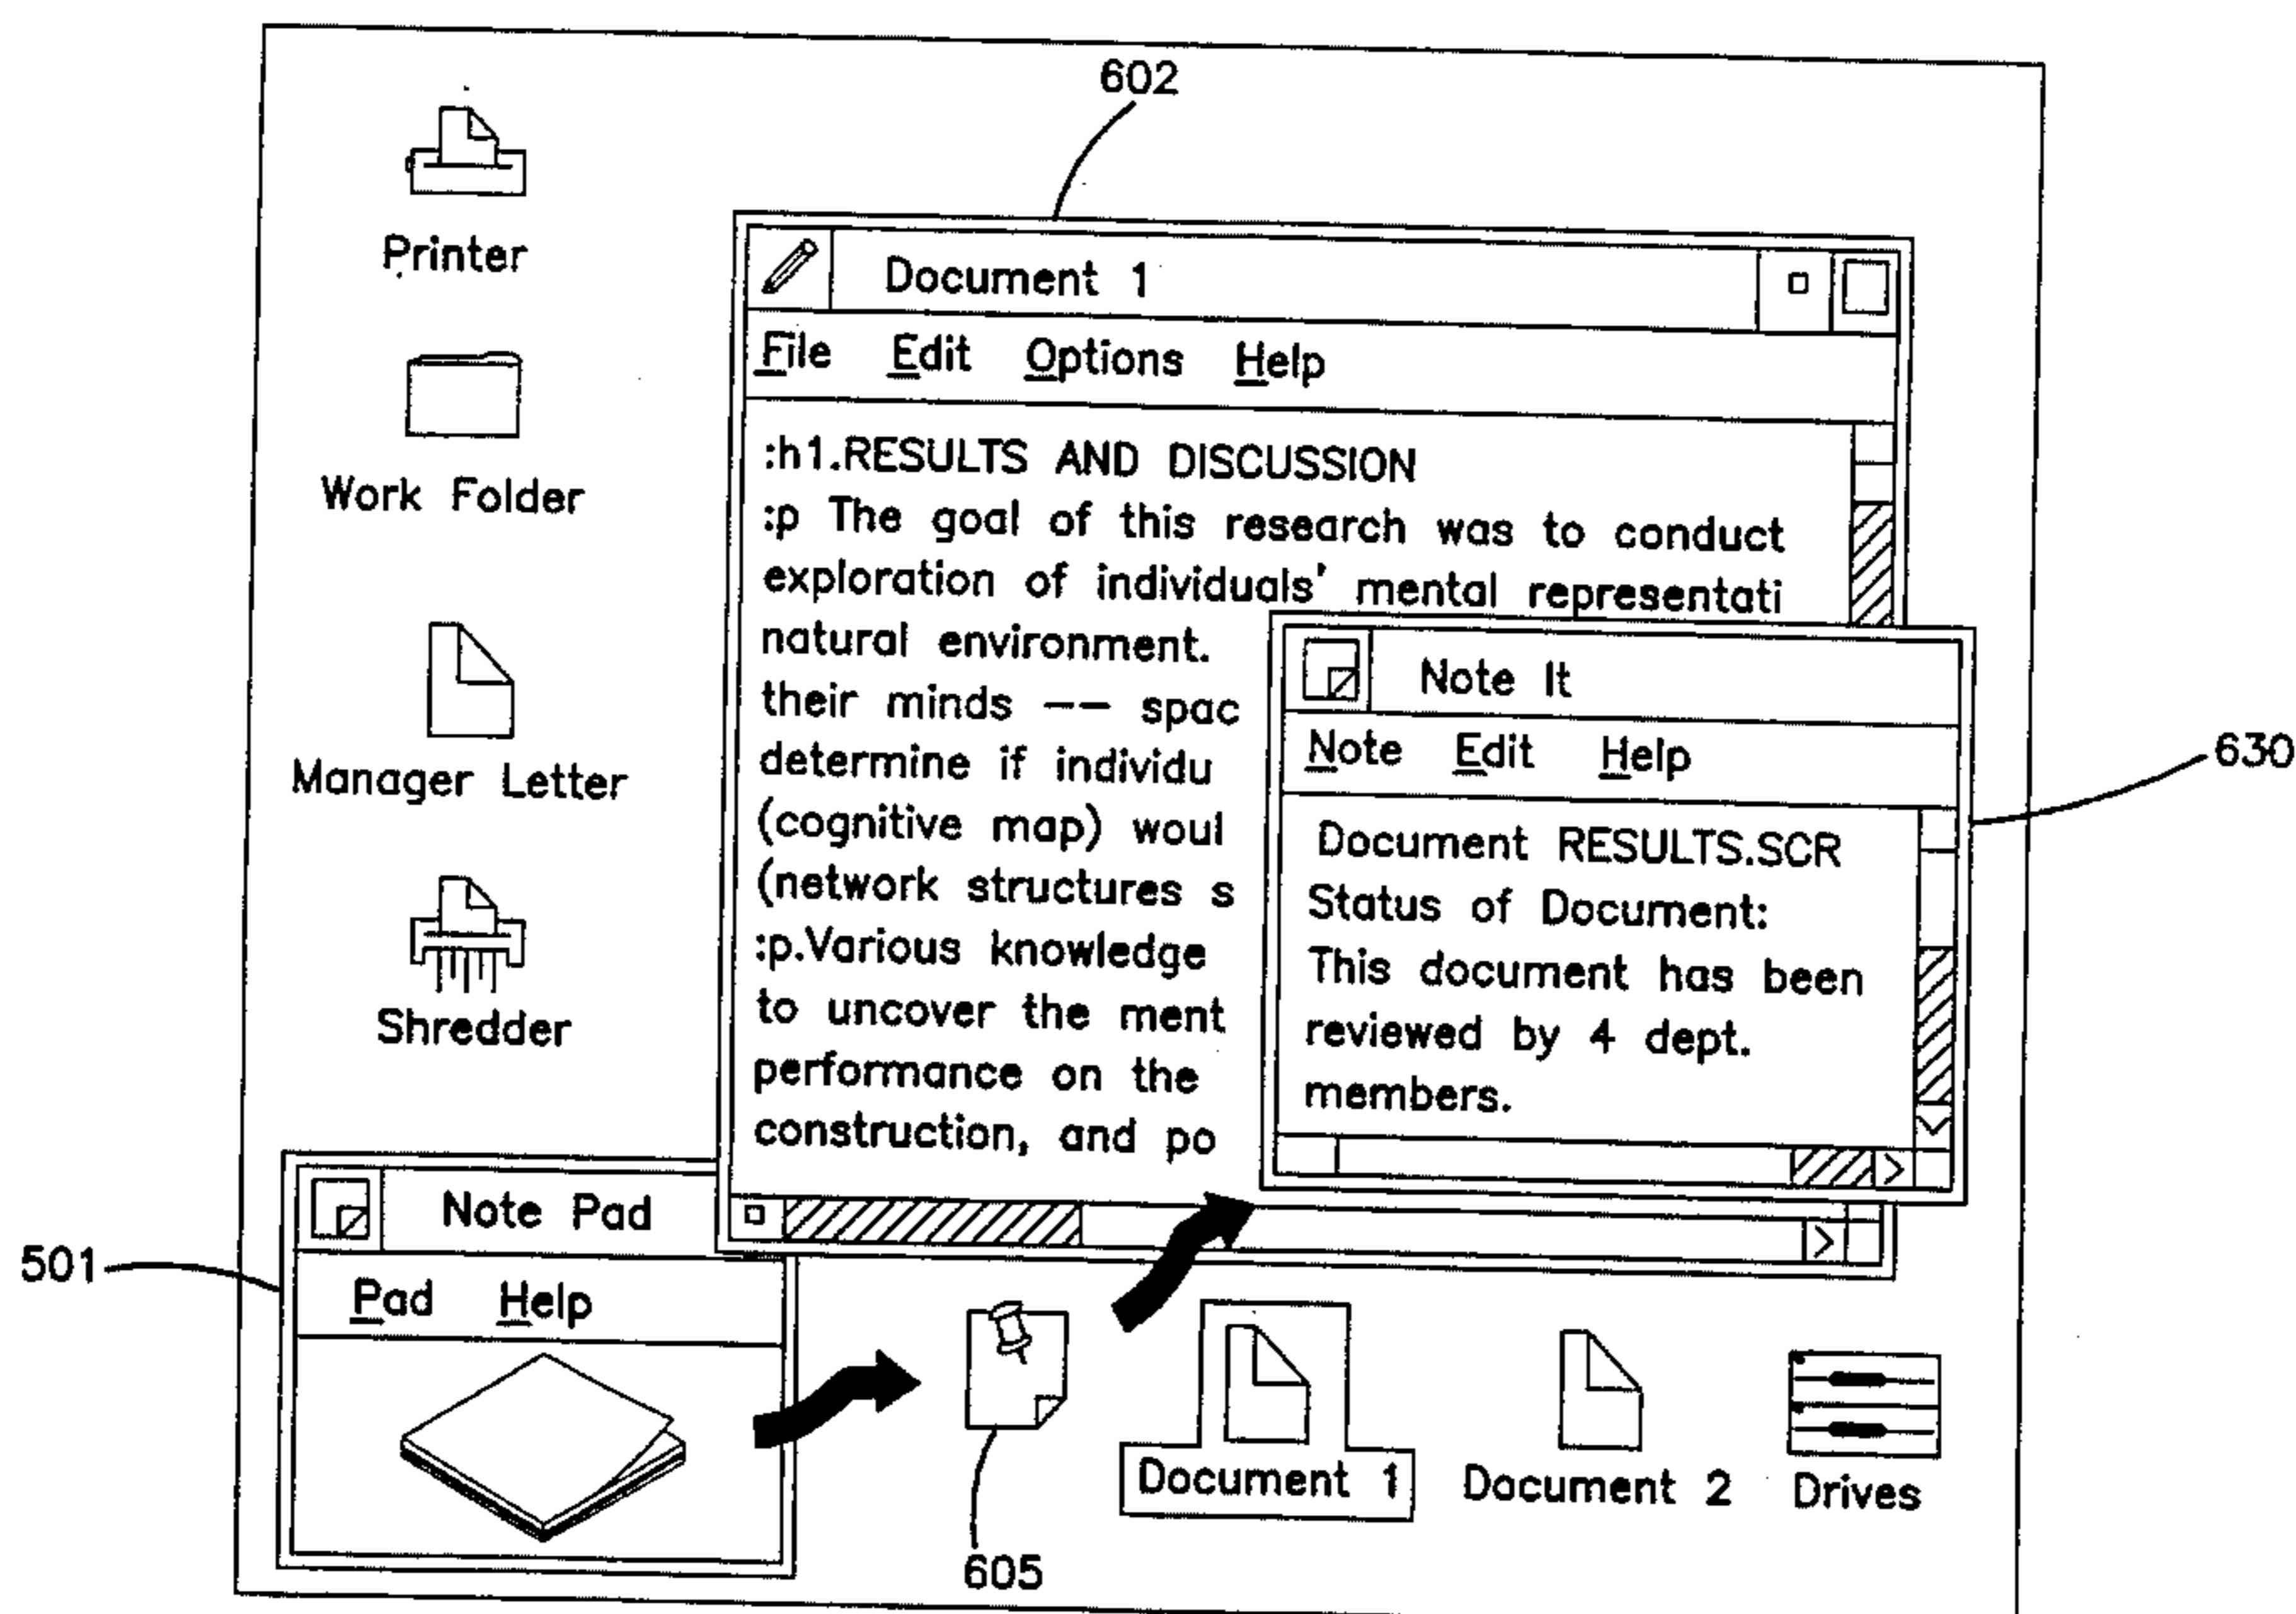 602
Printer
Work Folder
Manager Letter
Shredder
Document 1
File Edit Options Help
:h1.RESULTS AND DISCUSSION
:p The goal of this research was to conduct
exploration of individuals' mental representati
natural environment.
their minds -- spac
determine if individu
(cognitive map) woul
(network structures s
:p.Various knowledge
to uncover the ment
performance on the
construction, and po
Note It
Note Edit Help
Document RESULTS.SCR
Status of Document:
This document has been
reviewed by 4 dept.
members.
630
501
Note Pad
Pad Help
605
Document 1
Document 2
Drives